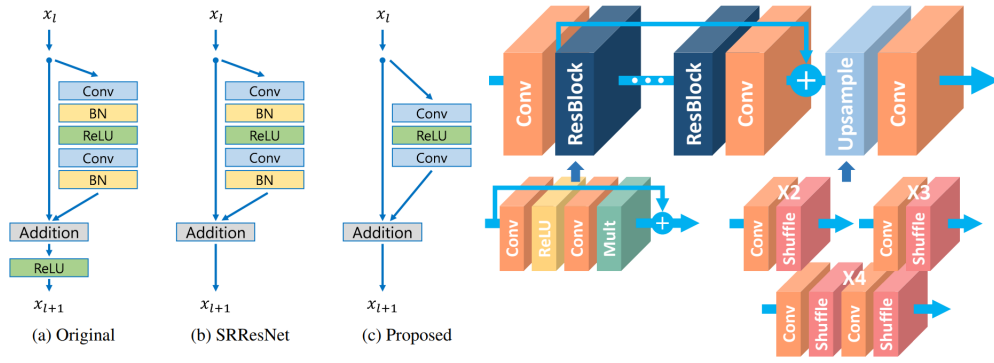 x_l
Conv
BN
ReLU
Conv
BN
Addition
ReLU
x_{l+1}
(a) Original
x_l
Conv
BN
ReLU
Conv
BN
Addition
x_{l+1}
(b) SRResNet
x_l
Conv
ReLU
Conv
Addition
x_{l+1}
(c) Proposed
Conv
ResBlock
ResBlock
Conv
Upsample
Conv
Conv
ReLU
Conv
Mult
X2
Conv
Shuffle
X3
Conv
Shuffle
X4
Conv
Shuffle
Conv
Shuffle